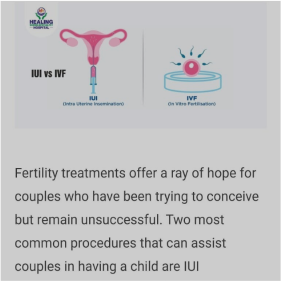 HEALING
HOSPITAL
IUI vs IVF
IUI
(Intra Uterine Insemination)
IVF
(In Vitro Fertilisation)
Fertility treatments offer a ray of hope for
couples who have been trying to conceive
but remain unsuccessful. Two most
common procedures that can assist
couples in having a child are IUI